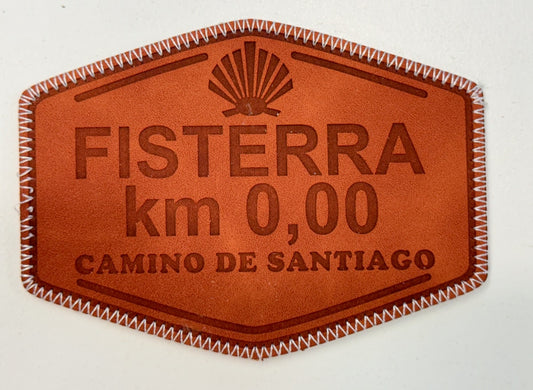 FISTERRA
km 0,00
CAMINO DE SANTIAGO